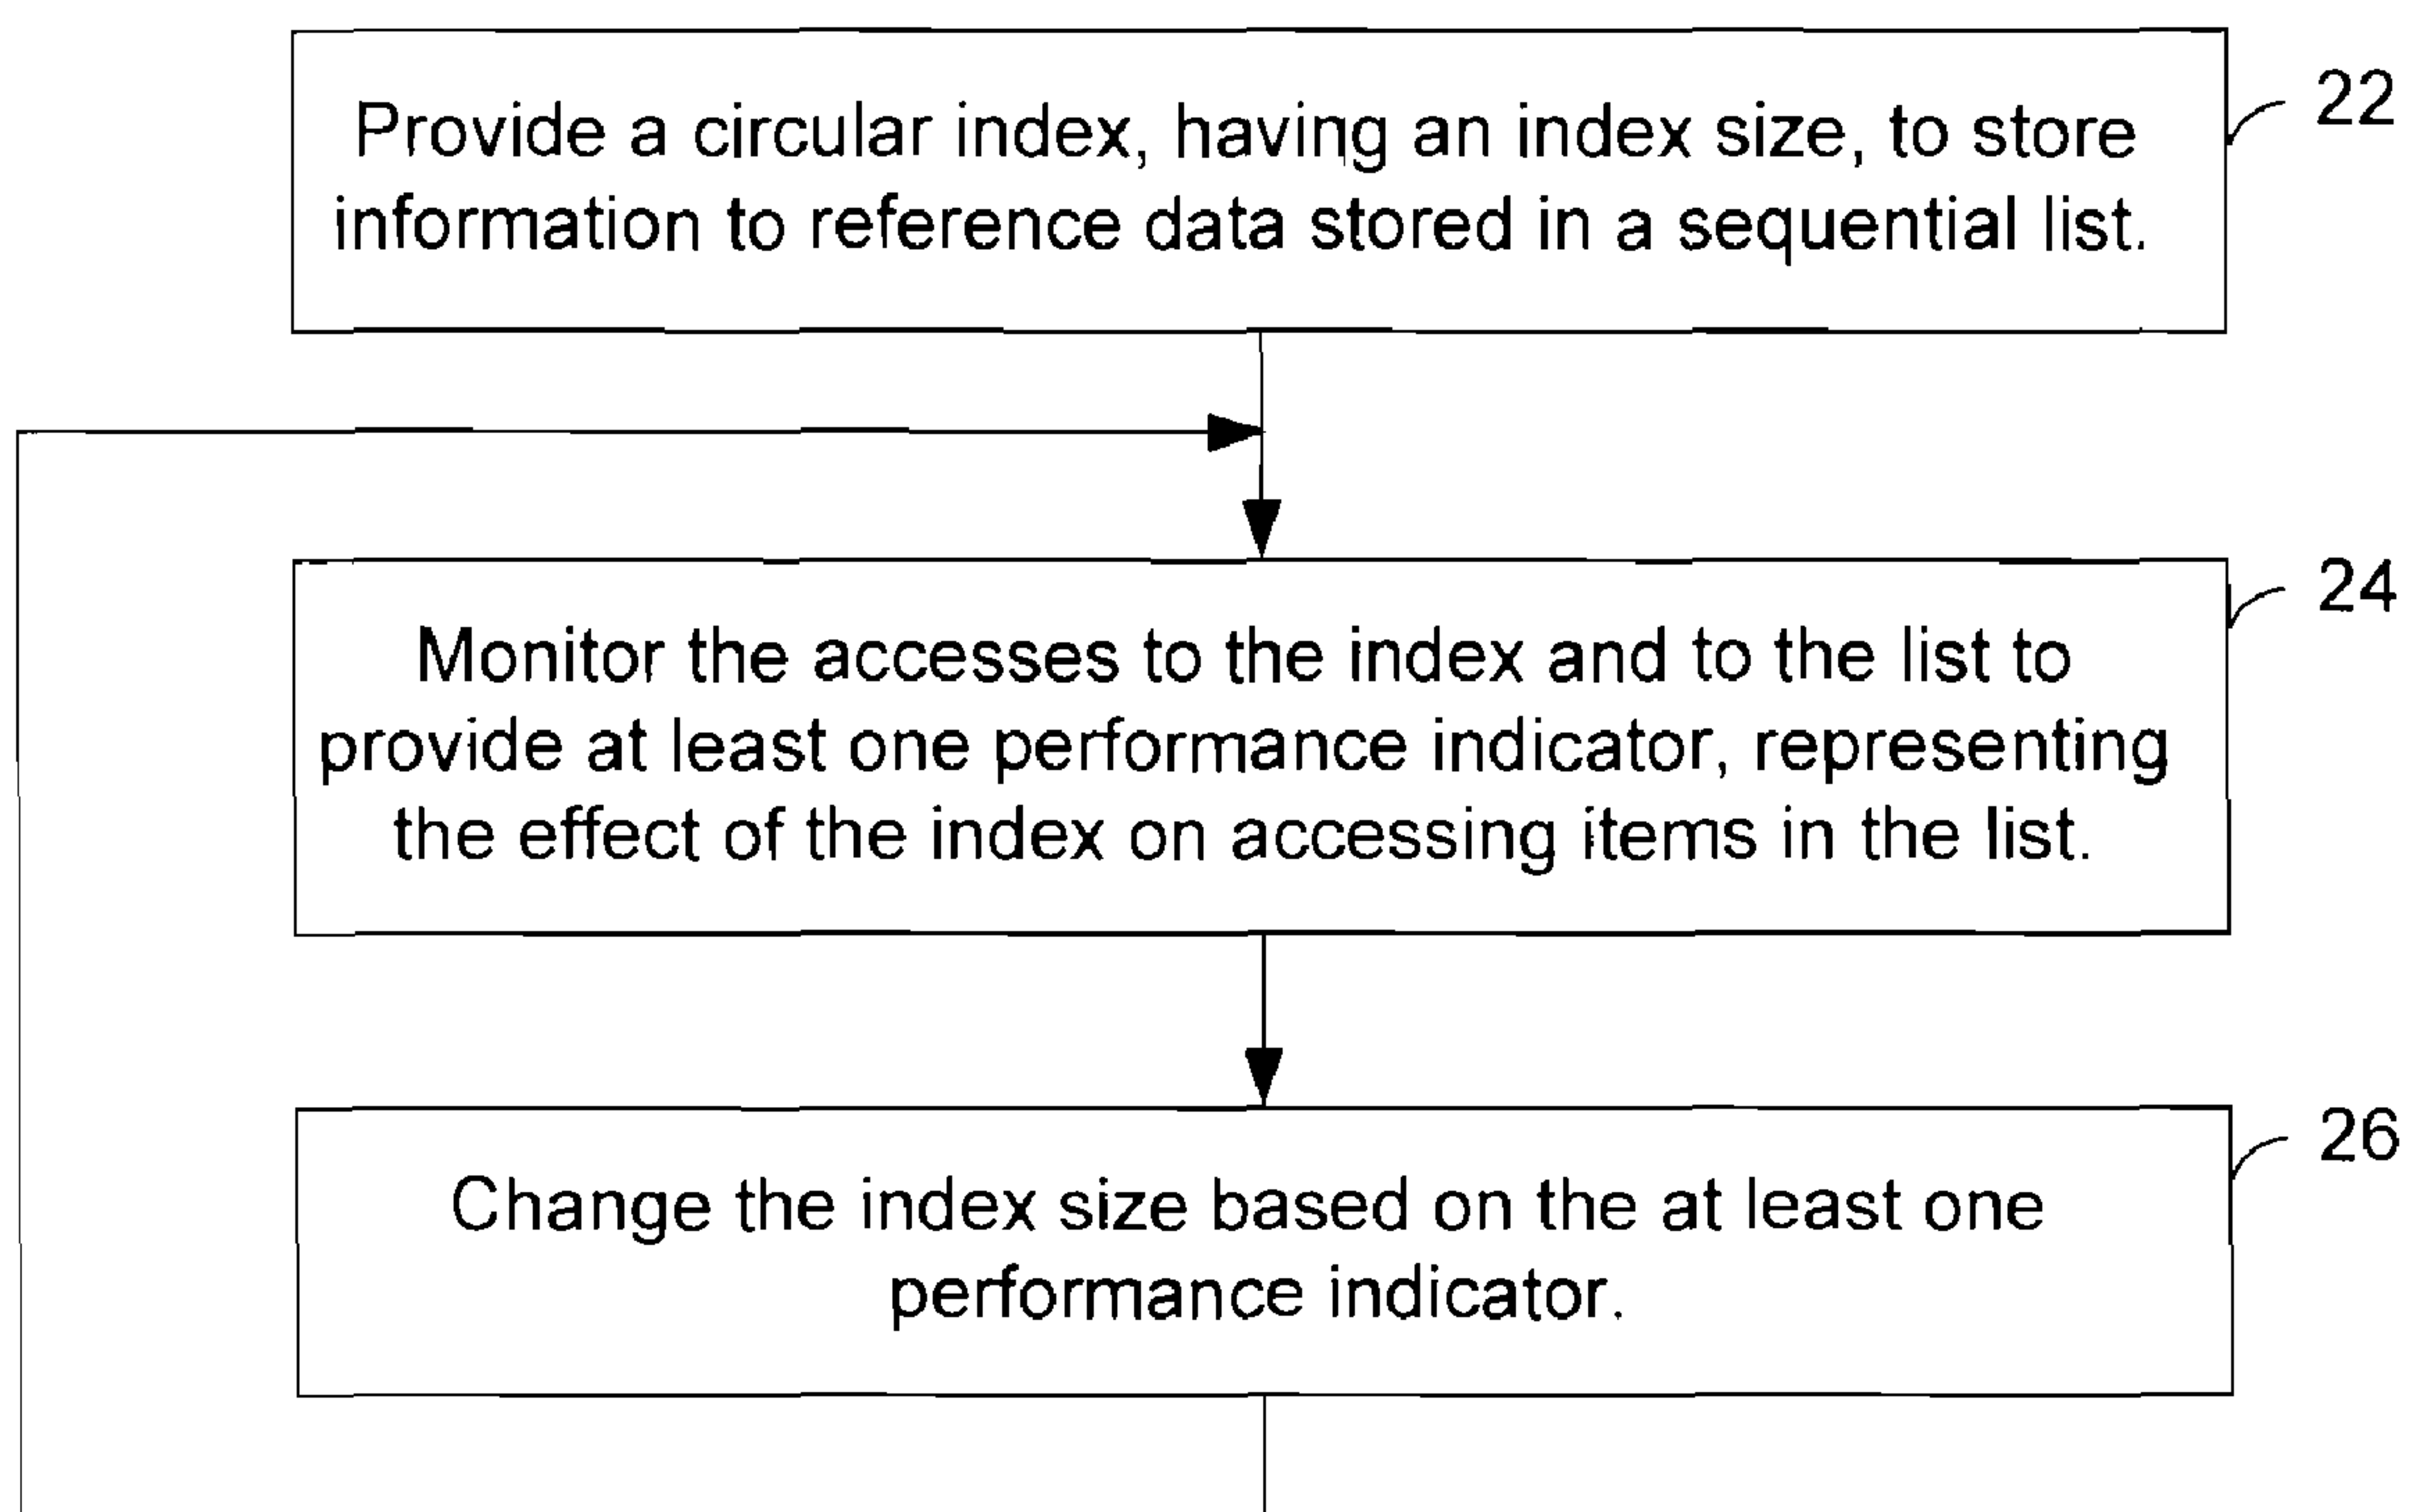 Provide a circular index, having an index size, to store
information to reference data stored in a sequential list.
22
Monitor the accesses to the index and to the list to
provide at least one performance indicator, representing
the effect of the index on accessing items in the list.
24
Change the index size based on the at least one
performance indicator.
26